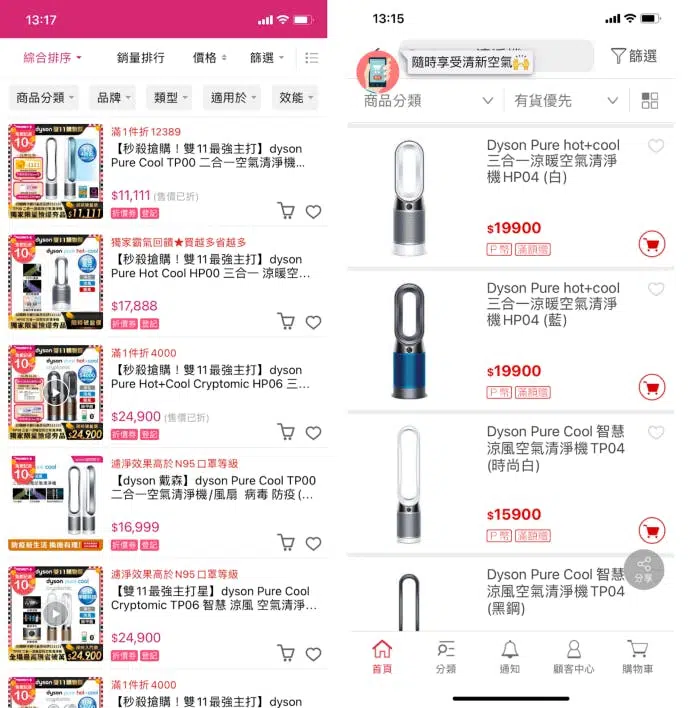 13:17
綜合排序
銷量排行
價格
篩選
商品分類
品牌
類型
適用於
效能
滿1件折12389
【秒殺搶購！雙11最強主打】dyson
Pure Cool TP00 二合一空氣清淨機...
$11,111 (售價已折)
折價券 登記
獨家霸氣回饋★買越多省越多
【秒殺搶購！雙11最強主打】dyson
Pure Hot Cool HP00 三合一 涼暖空...
$17,888
折價券 登記
滿1件折4000
【秒殺搶購！雙11最強主打】dyson
Pure Hot+Cool Cryptomic HP06 三...
$24,900 (售價已折)
折價券 登記
濾淨效果高於N95口罩等級
【dyson 戴森】dyson Pure Cool TP00
二合一空氣清淨機/風扇 病毒 防疫(...
$16,999
折價券 登記
濾淨效果高於N95口罩等級
【雙11最強主打星】dyson Pure Cool
Cryptomic TP06 智慧 涼風 空氣清淨...
$24,900
折價券 登記
滿1件折4000
【秒殺搶購！雙11最強主打】dyson
13:15
隨時享受清新空氣🙌
篩選
商品分類
有貨優先
Dyson Pure hot+cool
三合一涼暖空氣清淨
機HP04 (白)
$19900
P幣 滿額贈
Dyson Pure hot+cool
三合一涼暖空氣清淨
機HP04 (藍)
$19900
P幣 滿額贈
Dyson Pure Cool 智慧
涼風空氣清淨機TP04
(時尚白)
$15900
P幣 滿額贈
Dyson Pure Cool 智慧
涼風空氣清淨機TP04
(黑鋼)
分享
首頁
分類
通知
顧客中心
購物車